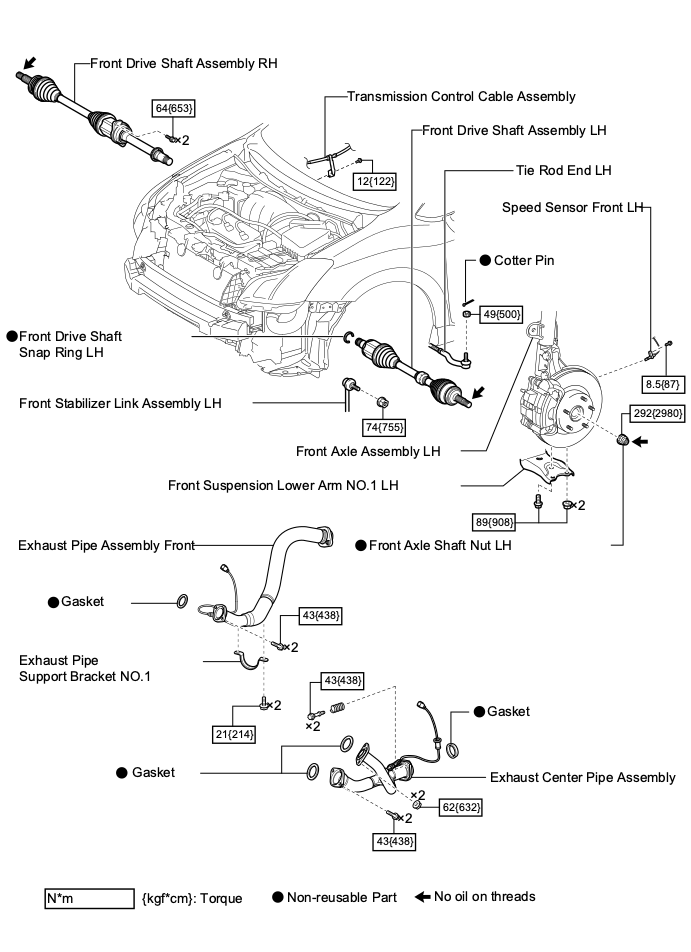 Front Drive Shaft Assembly RH
Transmission Control Cable Assembly
64{653}
×2
Front Drive Shaft Assembly LH
12{122}
Tie Rod End LH
Speed Sensor Front LH
● Cotter Pin
49{500}
●Front Drive Shaft
Snap Ring LH
8.5{87}
Front Stabilizer Link Assembly LH
292{2980}
74{755}
Front Axle Assembly LH
Front Suspension Lower Arm NO.1 LH
×2
89{908}
Exhaust Pipe Assembly Front
●Front Axle Shaft Nut LH
●Gasket
43{438}
×2
Exhaust Pipe
Support Bracket NO.1
43{438}
×2
21{214}
×2
●Gasket
● Gasket
Exhaust Center Pipe Assembly
×2
62{632}
×2
43{438}
N*m
{kgf*cm}: Torque
● Non-reusable Part
No oil on threads